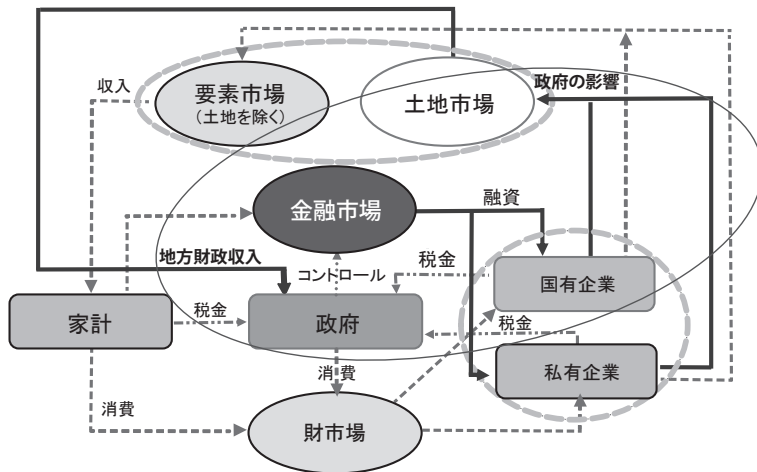 収入
要素市場
（土地を除く）
土地市場
政府の影響
金融市場
融資
地方財政収入
コントロール
税金
国有企業
家計
税金
政府
税金
消費
私有企業
消費
財市場